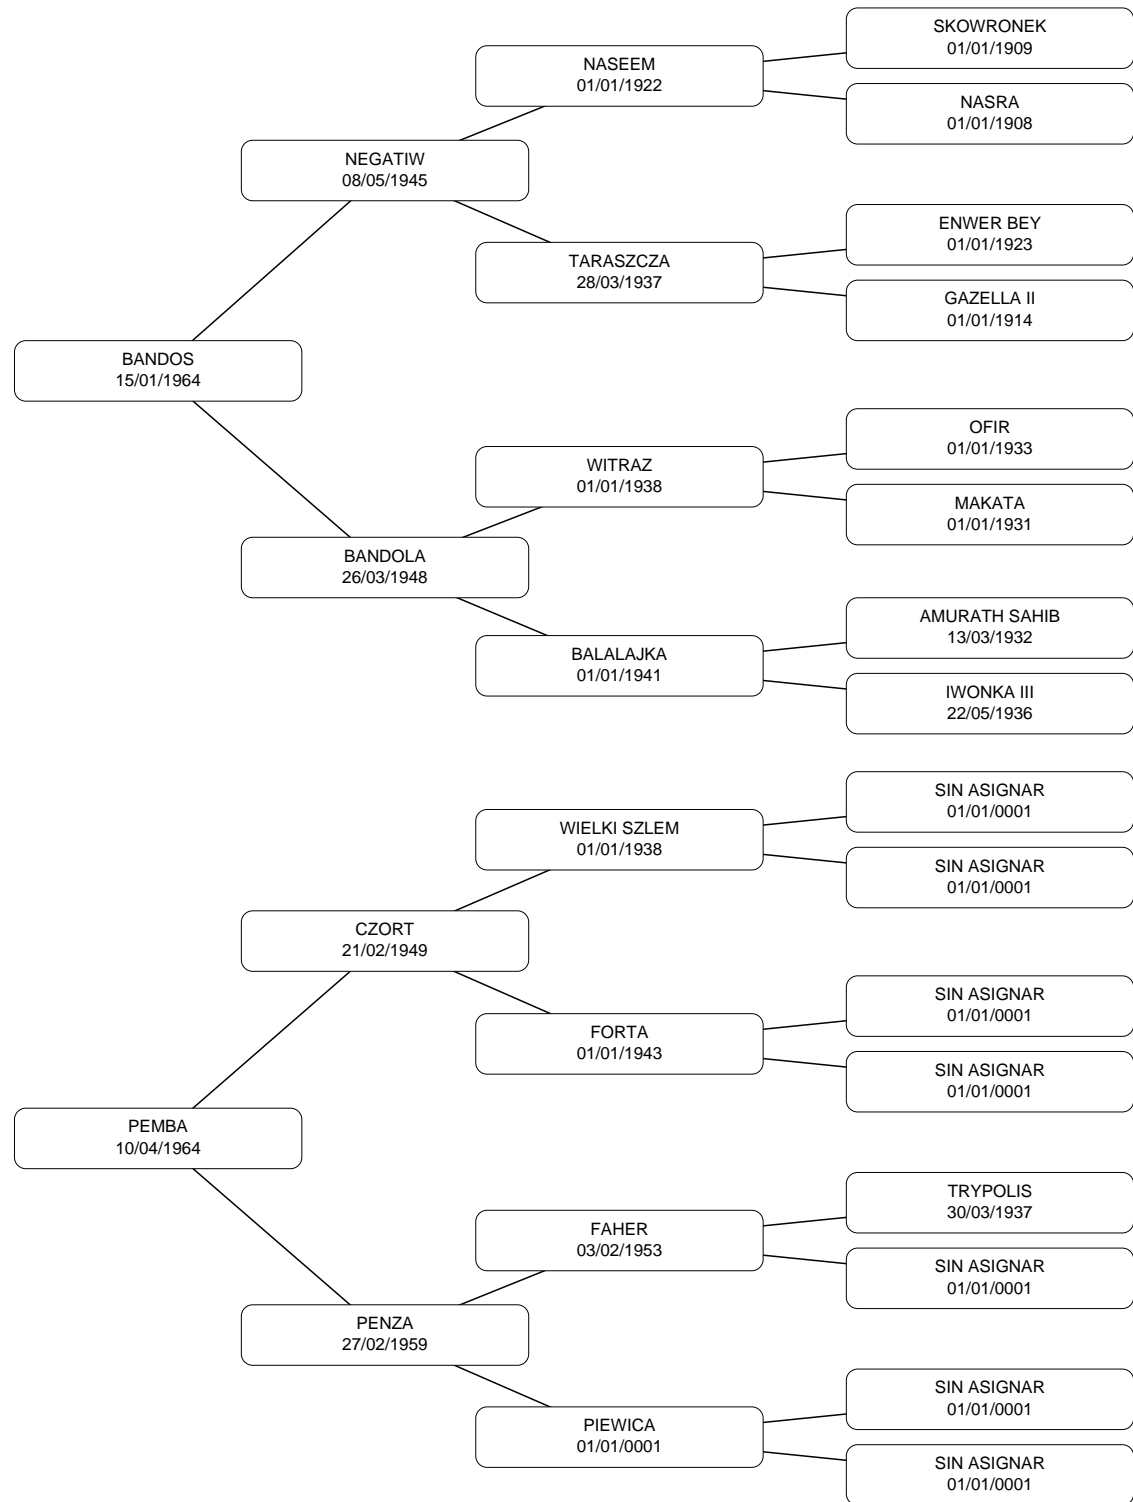 SKOWRONEK
01/01/1909
NASEEM
01/01/1922
NASRA
01/01/1908
NEGATIW
08/05/1945
ENWER BEY
01/01/1923
TARASZCZA
28/03/1937
GAZELLA II
01/01/1914
BANDOS
15/01/1964
OFIR
01/01/1933
WITRAZ
01/01/1938
MAKATA
01/01/1931
BANDOLA
26/03/1948
AMURATH SAHIB
13/03/1932
BALALAJKA
01/01/1941
IWONKA III
22/05/1936
SIN ASIGNAR
01/01/0001
WIELKI SZLEM
01/01/1938
SIN ASIGNAR
01/01/0001
CZORT
21/02/1949
SIN ASIGNAR
01/01/0001
FORTA
01/01/1943
SIN ASIGNAR
01/01/0001
PEMBA
10/04/1964
TRYPOLIS
30/03/1937
FAHER
03/02/1953
SIN ASIGNAR
01/01/0001
PENZA
27/02/1959
SIN ASIGNAR
01/01/0001
PIEWICA
01/01/0001
SIN ASIGNAR
01/01/0001